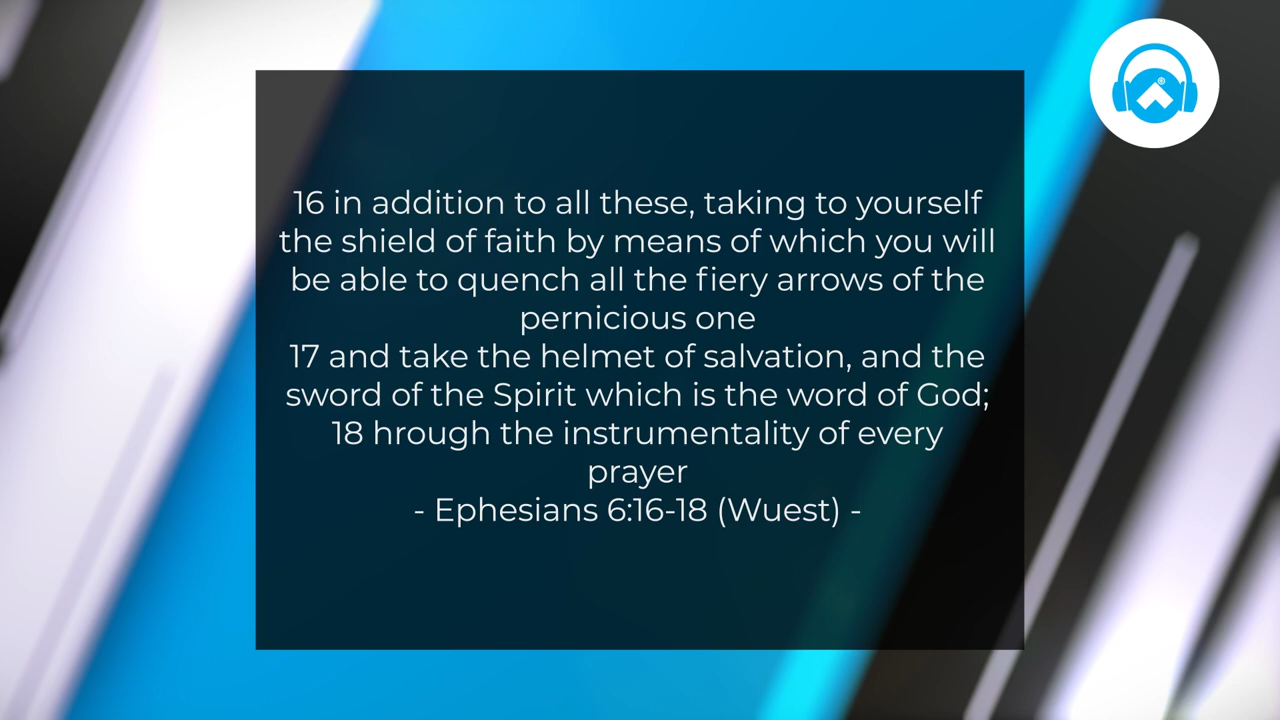 16 in addition to all these, taking to yourself
the shield of faith by means of which you will
be able to quench all the fiery arrows of the
pernicious one
17 and take the helmet of salvation, and the
sword of the Spirit which is the word of God;
18 hrough the instrumentality of every
prayer
- Ephesians 6:16-18 (Wuest) -